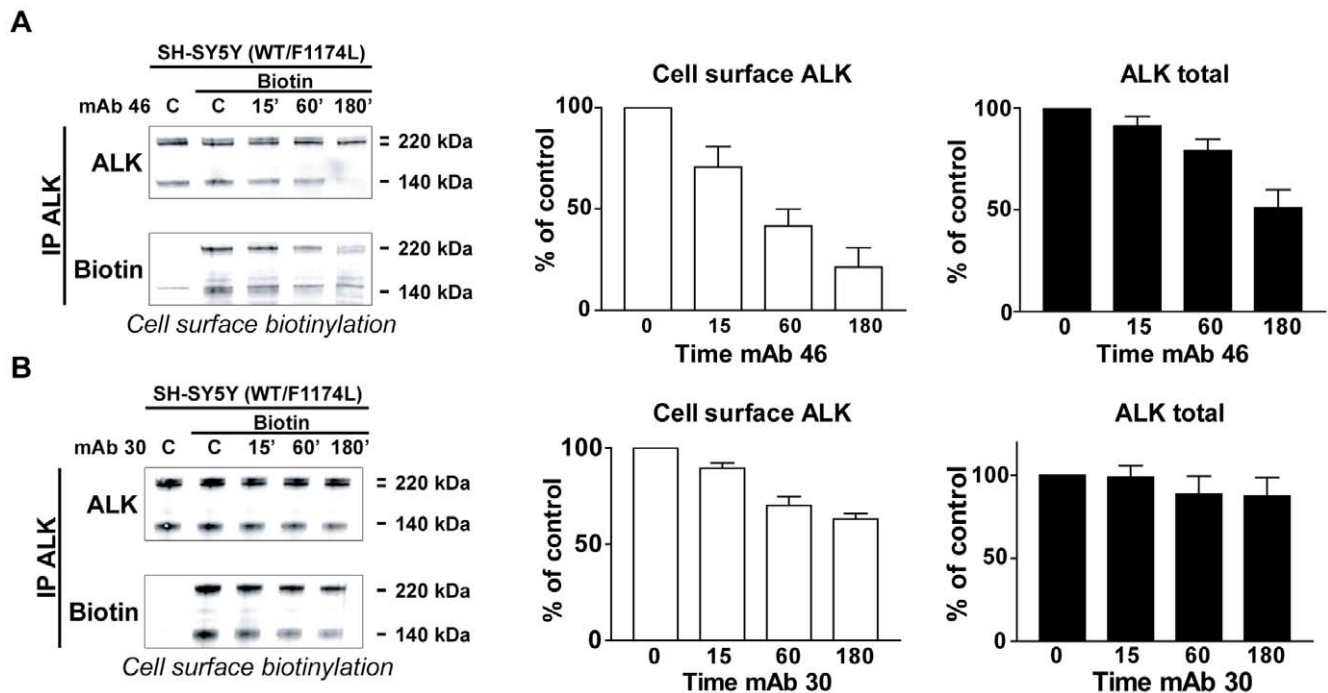 A
SH-SY5Y (WT/F1174L)
Biotin
mAb 46 C C 15' 60' 180'
IP ALK
ALK
= 220 kDa
- 140 kDa
Biotin
- 220 kDa
- 140 kDa
Cell surface biotinylation
Cell surface ALK
% of control
100
50
0
0 15 60 180
Time mAb 46
ALK total
% of control
100
50
0
0 15 60 180
Time mAb 46
B
SH-SY5Y (WT/F1174L)
Biotin
mAb 30 C C 15' 60' 180'
IP ALK
ALK
= 220 kDa
- 140 kDa
Biotin
- 220 kDa
- 140 kDa
Cell surface biotinylation
Cell surface ALK
% of control
100
50
0
0 15 60 180
Time mAb 30
ALK total
% of control
100
50
0
0 15 60 180
Time mAb 30